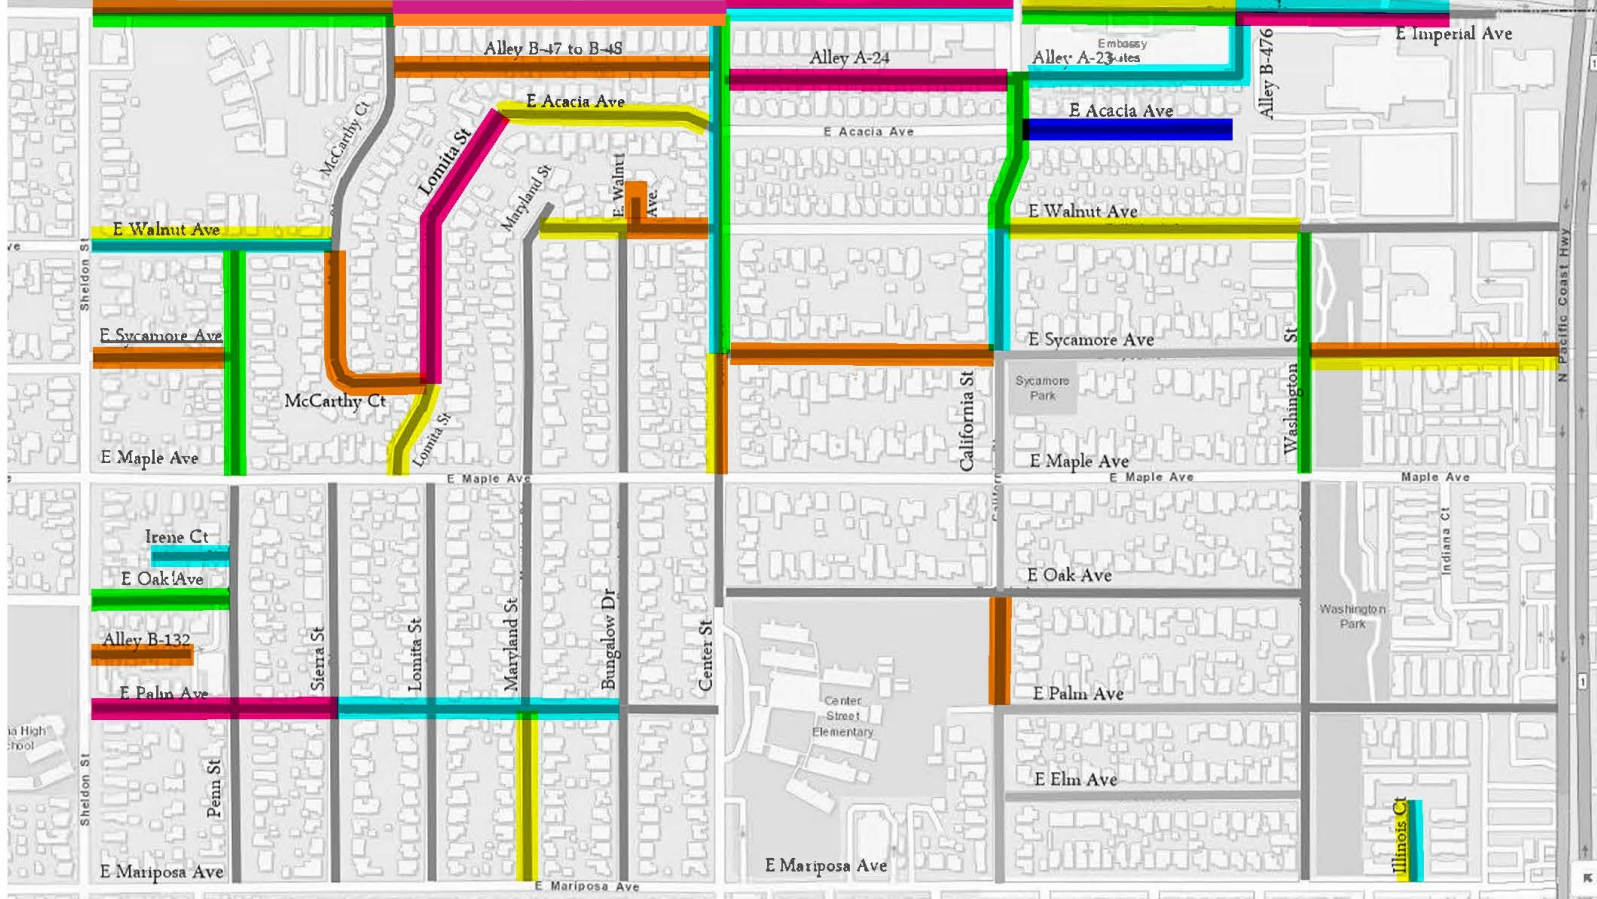 E Imperial Ave
Alley B-47 to B-48
Alley A-24
Embassy
Alley A-23
Alley B-476
E Acacia Ave
E Acacia Ave
E Acacia Ave
McCarthy Ct
Lomita St
Maryland St
E Walnut
Ave.
E Walnut Ave
E Walnut Ave
Sheldon St
N Pacific Coast Hwy
1
E Sycamore Ave
E Sycamore Ave
Washington St
Sycamore
Park
California St
McCarthy Ct
Lomita St
E Maple Ave
E Maple Ave
E Maple Ave
E Maple Ave
Maple Ave
Irene Ct
E Oak Ave
E Oak Ave
Indiana Ct
Alley B-132
Washington
Park
Sierra St
Lomita St
Maryland St
Bungalow Dr
Center St
E Palm Ave
E Palm Ave
1
Center
Street
Elementary
Sheldon St
Penn St
E Elm Ave
Illinois Ct
E Mariposa Ave
E Mariposa Ave
E Mariposa Ave